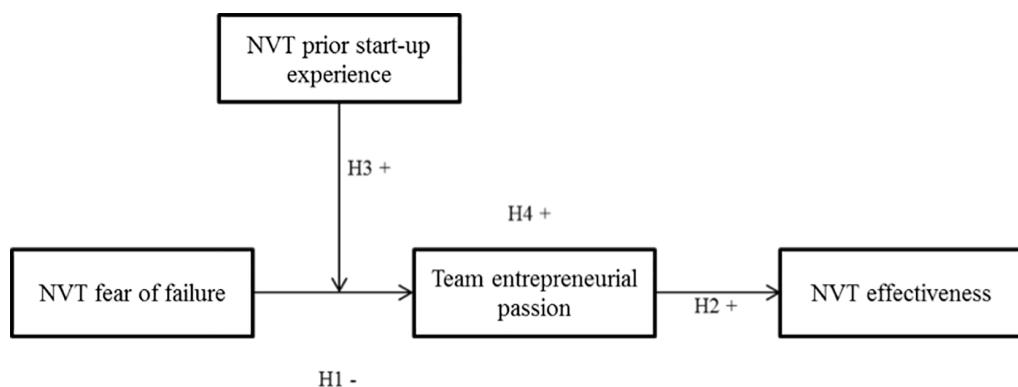 NVT prior start-up
experience
H3 +
H4 +
NVT fear of failure
Team entrepreneurial
passion
H2 +
NVT effectiveness
H1 -